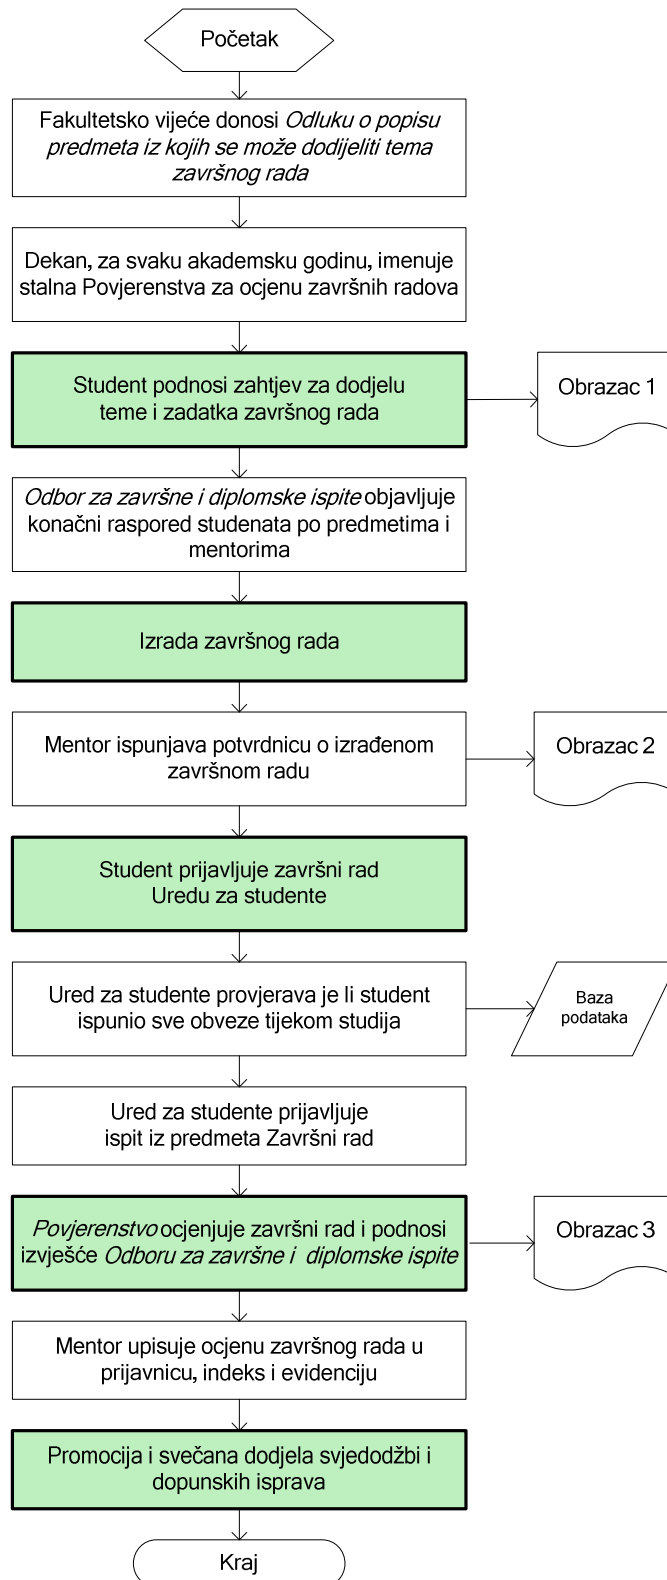 Početak
Fakultetsko vijeće donosi Odluku o popisu
predmeta iz kojih se može dodijeliti tema
završnog rada
Dekan, za svaku akademsku godinu, imenuje
stalna Povjerenstva za ocjenu završnih radova
Student podnosi zahtjev za dodjelu
teme i zadatka završnog rada
Obrazac 1
Odbor za završne i diplomske ispite objavljuje
konačni raspored studenata po predmetima i
mentorima
Izrada završnog rada
Mentor ispunjava potvrdnicu o izrađenom
završnom radu
Obrazac 2
Student prijavljuje završni rad
Uredu za studente
Ured za studente provjerava je li student
ispunio sve obveze tijekom studija
Baza
podataka
Ured za studente prijavljuje
ispit iz predmeta Završni rad
Povjerenstvo ocjenjuje završni rad i podnosi
izvješće Odboru za završne i diplomske ispite
Obrazac 3
Mentor upisuje ocjenu završnog rada u
prijavnicu, indeks i evidenciju
Promocija i svečana dodjela svjedodžbi i
dopunskih isprava
Kraj